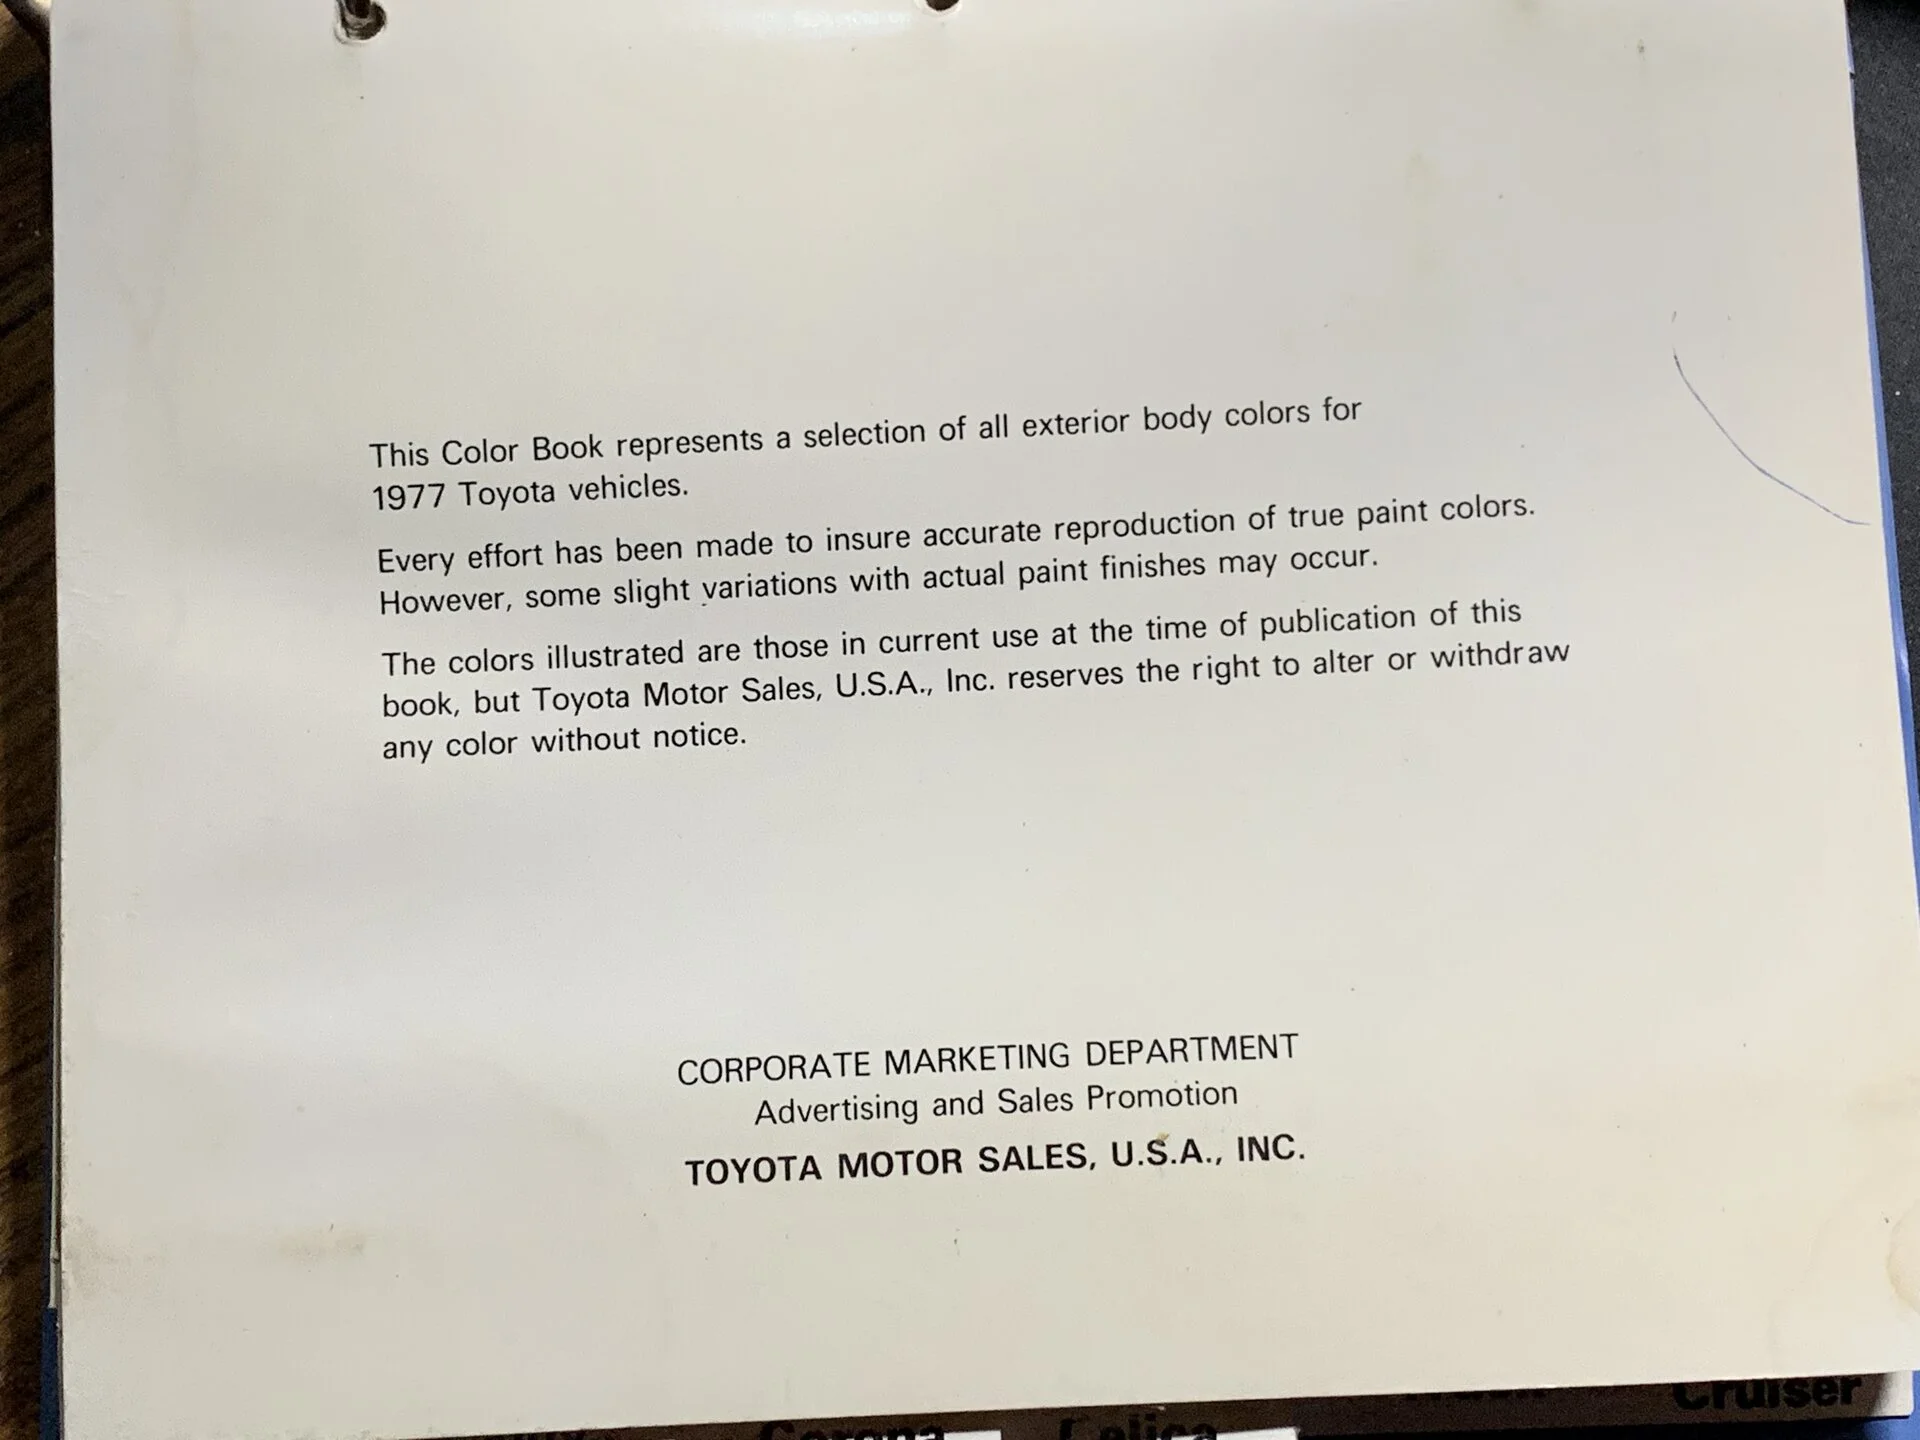 This Color Book represents a selection of all exterior body colors for
1977 Toyota vehicles.
Every effort has been made to insure accurate reproduction of true paint colors.
However, some slight variations with actual paint finishes may occur.
The colors illustrated are those in current use at the time of publication of this
book, but Toyota Motor Sales, U.S.A., Inc. reserves the right to alter or withdraw
any color without notice.
CORPORATE MARKETING DEPARTMENT
Advertising and Sales Promotion
TOYOTA MOTOR SALES, U.S.A., INC.
Cruiser
Corona Celica